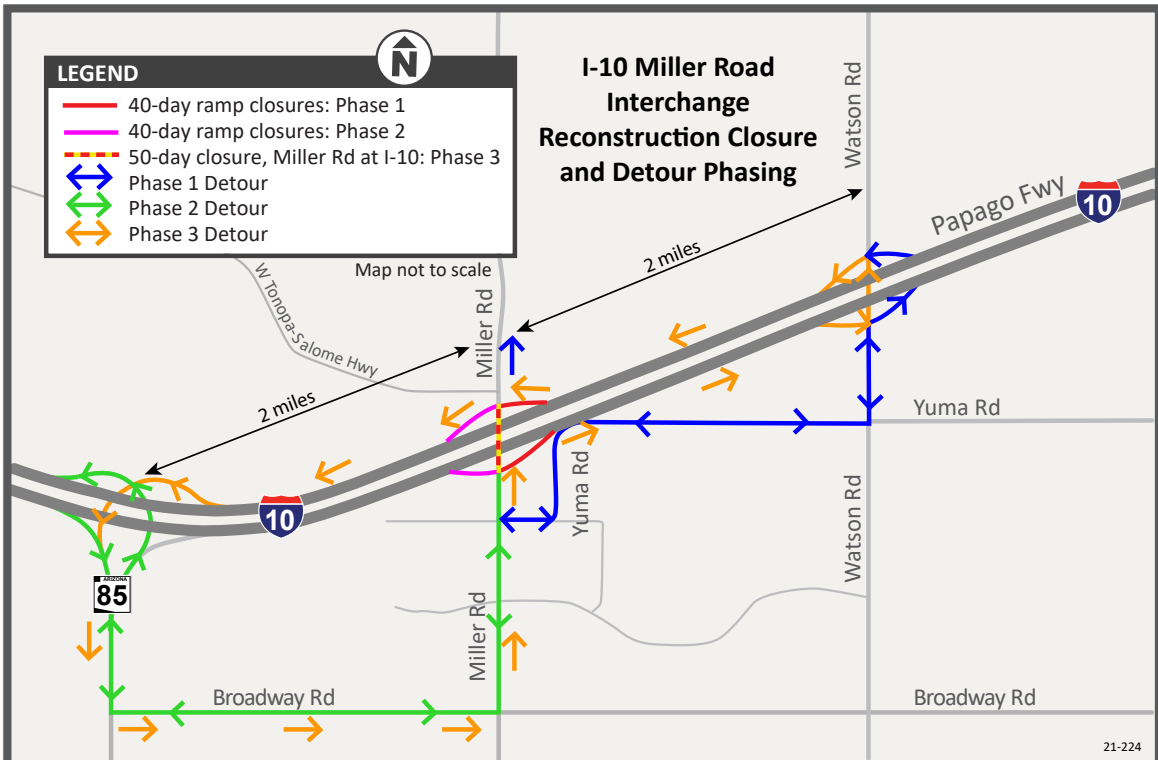 N
LEGEND
40-day ramp closures: Phase 1
40-day ramp closures: Phase 2
50-day closure, Miller Rd at I-10: Phase 3
Phase 1 Detour
Phase 2 Detour
Phase 3 Detour
I-10 Miller Road
Interchange
Reconstruction Closure
and Detour Phasing
Map not to scale
Watson Rd
Papago Fwy
10
2 miles
W Tonopa-Salome Hwy
Miller Rd
2 miles
Yuma Rd
Yuma Rd
10
Watson Rd
ARIZONA
85
Miller Rd
Broadway Rd
Broadway Rd
21-224